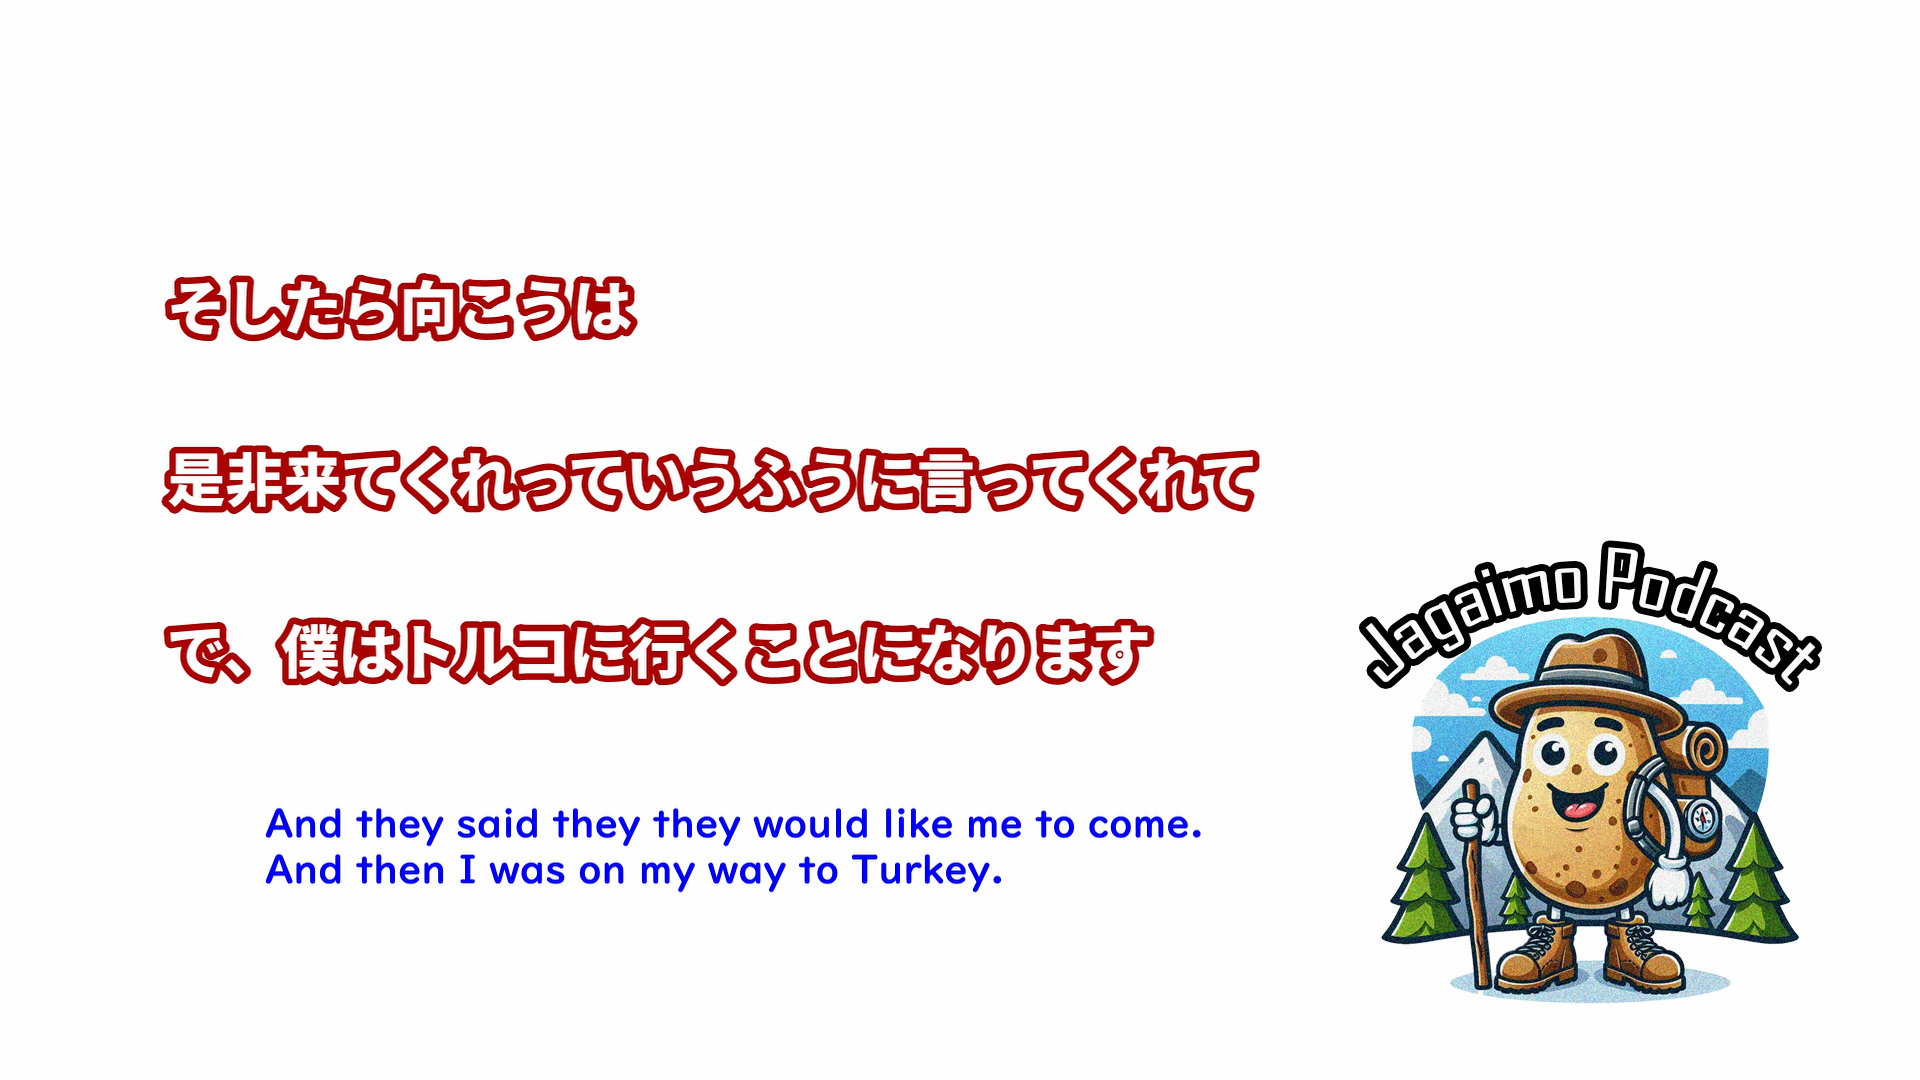 そしたら向こうは
是非来てくれっていうふうに言ってくれて
で、僕はトルコに行くことになります
And they said they they would like me to come.
And then I was on my way to Turkey.
Jagaimo Podcast